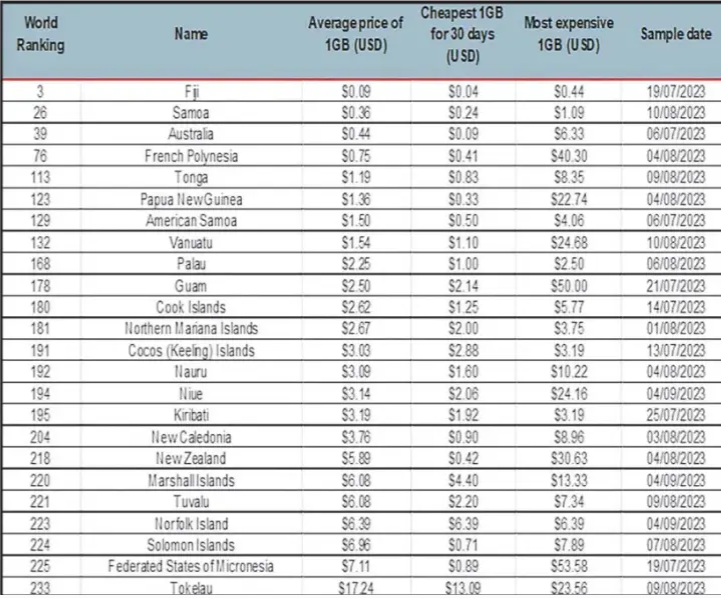 World Ranking Name Average price of 1GB (USD) Cheapest 1GB for 30 days (USD) Most expensive 1GB (USD) Sample date
3 Fiji $0.09 $0.04 $0.44 19/07/2023
26 Samoa $0.36 $0.24 $1.09 10/08/2023
39 Australia $0.44 $0.09 $6.33 06/07/2023
76 French Polynesia $0.75 $0.41 $40.30 04/08/2023
113 Tonga $1.19 $0.83 $8.35 09/08/2023
123 Papua New Guinea $1.36 $0.33 $22.74 04/08/2023
129 American Samoa $1.50 $0.50 $4.06 06/07/2023
132 Vanuatu $1.54 $1.10 $24.68 10/08/2023
168 Palau $2.25 $1.00 $2.50 06/08/2023
178 Guam $2.50 $2.14 $50.00 21/07/2023
180 Cook Islands $2.62 $1.25 $5.77 14/07/2023
181 Northern Mariana Islands $2.67 $2.00 $3.75 01/08/2023
191 Cocos (Keeling) Islands $3.03 $2.88 $3.19 13/07/2023
192 Nauru $3.09 $1.60 $10.22 04/08/2023
194 Niue $3.14 $2.06 $24.16 04/09/2023
195 Kiribati $3.19 $1.92 $3.19 25/07/2023
204 New Caledonia $3.76 $0.90 $8.96 03/08/2023
218 New Zealand $5.89 $0.42 $30.63 04/08/2023
220 Marshall Islands $6.08 $4.40 $13.33 04/09/2023
221 Tuvalu $6.08 $2.20 $7.34 09/08/2023
223 Norfolk Island $6.39 $6.39 $6.39 04/09/2023
224 Solomon Islands $6.96 $0.71 $7.89 07/08/2023
225 Federated States of Micronesia $7.11 $0.89 $53.58 19/07/2023
233 Tokelau $17.24 $13.09 $23.56 09/08/2023